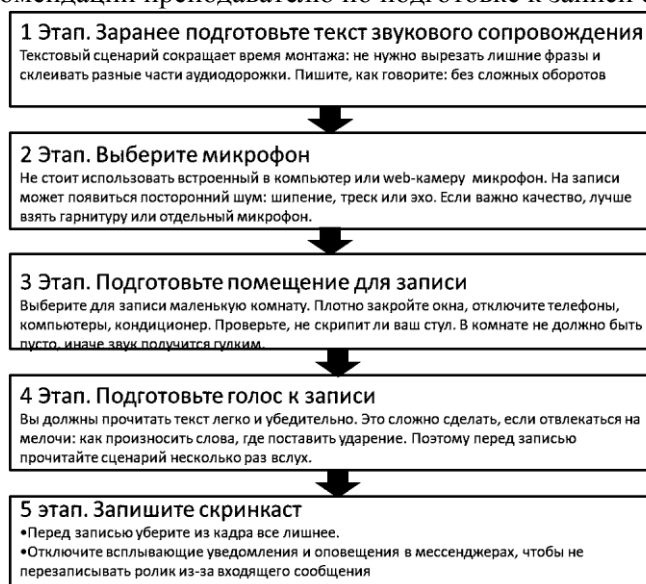 рекомендации преподавателю по подготовке к записи
1 Этап. Заранее подготовьте текст звукового сопровождения
Текстовый сценарий сокращает время монтажа: не нужно вырезать лишние фразы и
склеивать разные части аудиодорожки. Пишите, как говорите: без сложных оборотов
2 Этап. Выберите микрофон
Не стоит использовать встроенный в компьютер или web-камеру микрофон. На записи
может появиться посторонний шум: шипение, треск или эхо. Если важно качество, лучше
взять гарнитуру или отдельный микрофон.
3 Этап. Подготовьте помещение для записи
Выберите для записи маленькую комнату. Плотно закройте окна, отключите телефоны,
компьютеры, кондиционер. Проверьте, не скрипит ли ваш стул. В комнате не должно быть
пусто, иначе звук получится гулким.
4 Этап. Подготовьте голос к записи
Вы должны прочитать текст легко и убедительно. Это сложно сделать, если отвлекаться на
мелочи: как произносить слова, где поставить ударение. Поэтому перед записью
прочитайте сценарий несколько раз вслух.
5 этап. Запишите скринкаст
•Перед записью уберите из кадра все лишнее.
•Отключите всплывающие уведомления и оповещения в мессенджерах, чтобы не
перезаписывать ролик из-за входящего сообщения